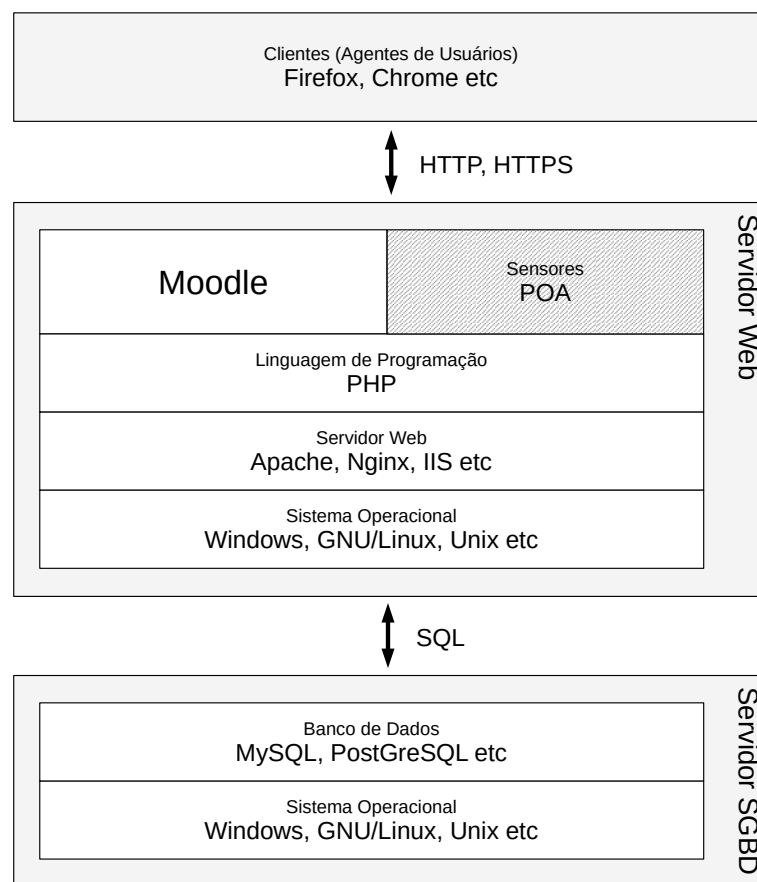 Clientes (Agentes de Usuários)
Firefox, Chrome etc
HTTP, HTTPS
Servidor Web
Moodle
Sensores
POA
Linguagem de Programação
PHP
Servidor Web
Apache, Nginx, IIS etc
Sistema Operacional
Windows, GNU/Linux, Unix etc
SQL
Servidor SGBD
Banco de Dados
MySQL, PostGreSQL etc
Sistema Operacional
Windows, GNU/Linux, Unix etc